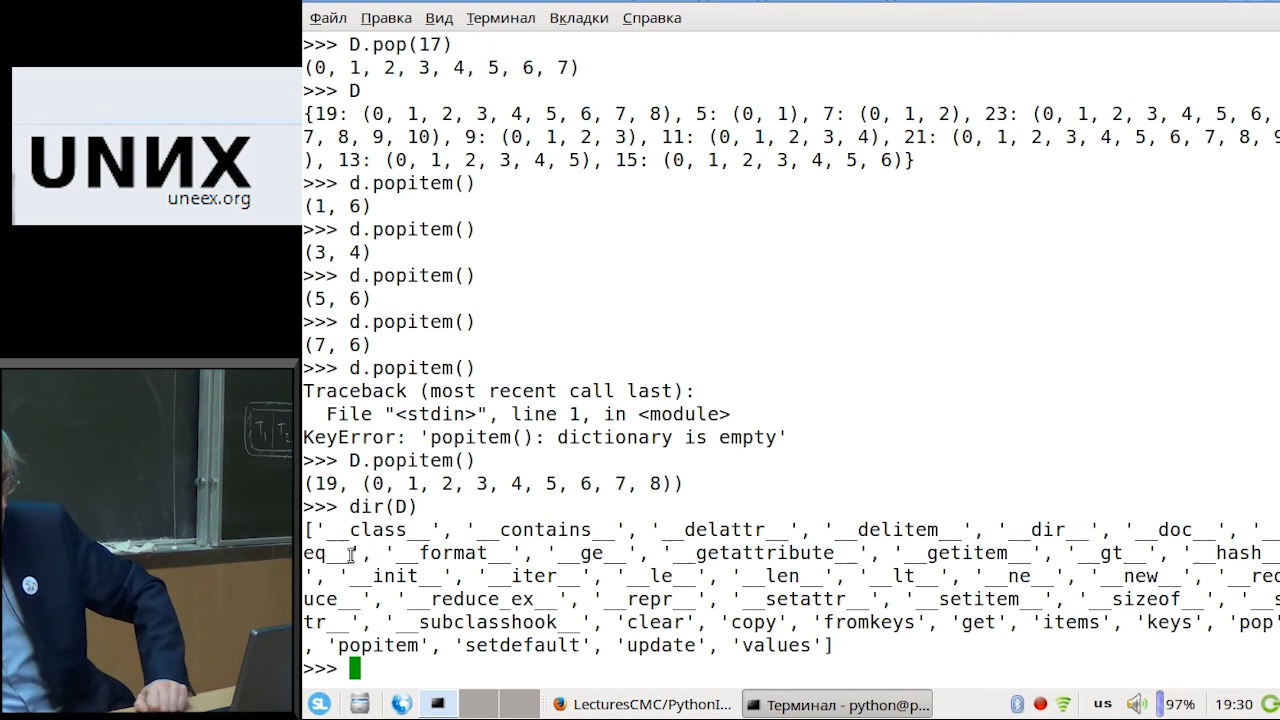 Файл Правка Вид Терминал Вкладки Справка
>>> D.pop(17)
(0, 1, 2, 3, 4, 5, 6, 7)
>>> D
{19: (0, 1, 2, 3, 4, 5, 6, 7, 8), 5: (0, 1), 7: (0, 1, 2), 23: (0, 1, 2, 3, 4, 5, 6,
7, 8, 9, 10), 9: (0, 1, 2, 3), 11: (0, 1, 2, 3, 4), 21: (0, 1, 2, 3, 4, 5, 6, 7, 8, 9
), 13: (0, 1, 2, 3, 4, 5), 15: (0, 1, 2, 3, 4, 5, 6)}
>>> d.popitem()
(1, 6)
>>> d.popitem()
(3, 4)
>>> d.popitem()
(5, 6)
>>> d.popitem()
(7, 6)
>>> d.popitem()
Traceback (most recent call last):
  File "<stdin>", line 1, in <module>
KeyError: 'popitem(): dictionary is empty'
>>> D.popitem()
(19, (0, 1, 2, 3, 4, 5, 6, 7, 8))
>>> dir(D)
['__class__', '__contains__', '__delattr__', '__delitem__', '__dir__', '__doc__', '__
eq__', '__format__', '__ge__', '__getattribute__', '__getitem__', '__gt__', '__hash__
', '__init__', '__iter__', '__le__', '__len__', '__lt__', '__ne__', '__new__', '__red
uce__', '__reduce_ex__', '__repr__', '__setattr__', '__setitem__', '__sizeof__', '__s
tr__', '__subclasshook__', 'clear', 'copy', 'fromkeys', 'get', 'items', 'keys', 'pop'
, 'popitem', 'setdefault', 'update', 'values']
>>>
UNИX
uneex.org
T1 T2
LecturesCMC/PythonI... Терминал - python@p... us 97% 19:30